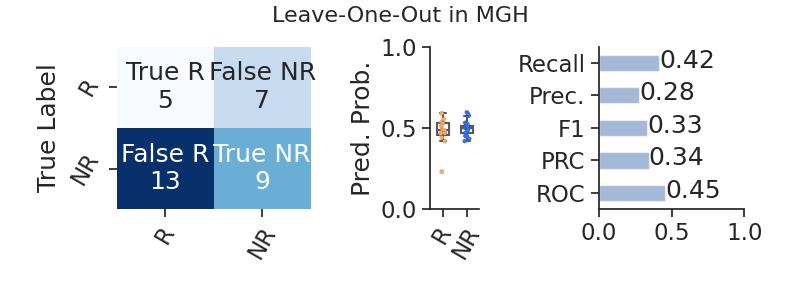 Leave-One-Out in MGH
True Label
R
NR
True R
5
False NR
7
False R
13
True NR
9
R
NR
Pred. Prob.
1.0
0.5
0.0
R
NR
Recall
Prec.
F1
PRC
ROC
0.42
0.28
0.33
0.34
0.45
0.0
0.5
1.0